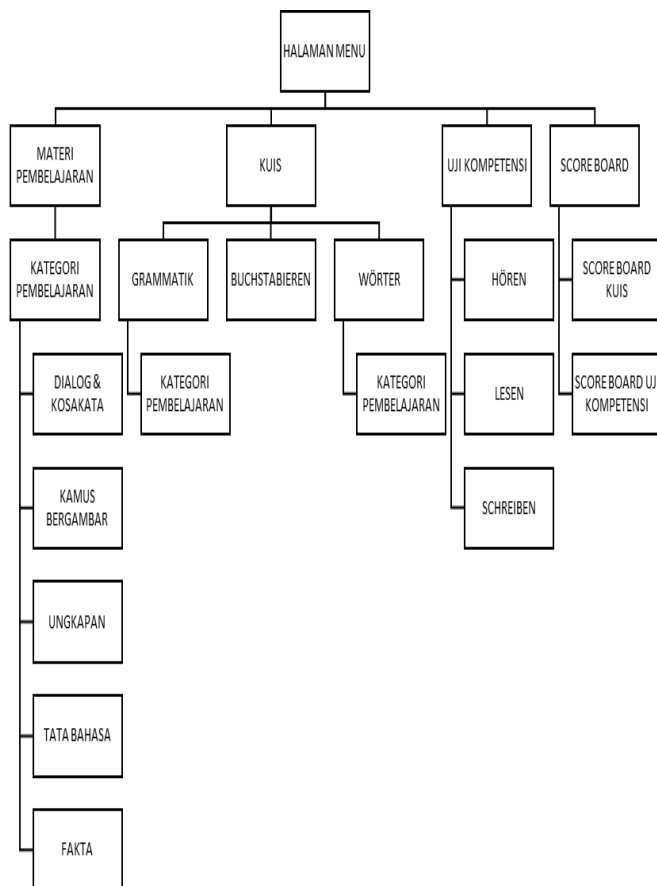 HALAMAN MENU
MATERI
PEMBELAJARAN
KUIS
UJI KOMPETENSI
SCORE BOARD
KATEGORI
PEMBELAJARAN
GRAMMATIK
BUCHSTABIEREN
WÖRTER
HÖREN
SCORE BOARD
KUIS
DIALOG &
KOSAKATA
KATEGORI
PEMBELAJARAN
KATEGORI
PEMBELAJARAN
LESEN
SCORE BOARD UJI
KOMPETENSI
KAMUS
BERGAMBAR
SCHREIBEN
UNGKAPAN
TATA BAHASA
FAKTA